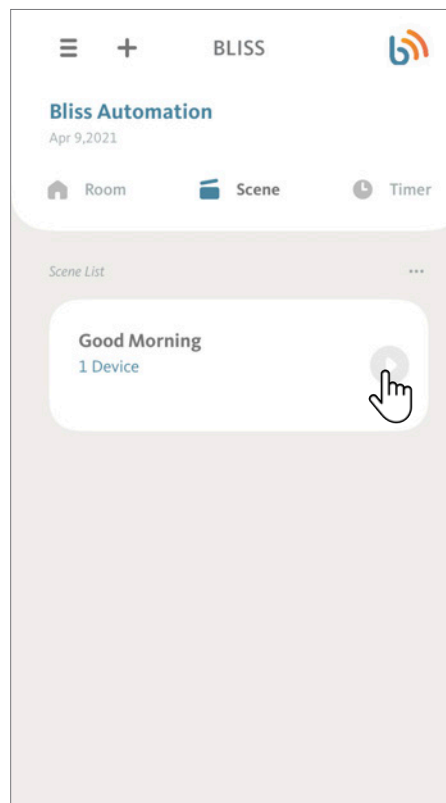 BLISS
Bliss Automation
Apr 9,2021
Room Scene Timer
Scene List
Good Morning
1 Device